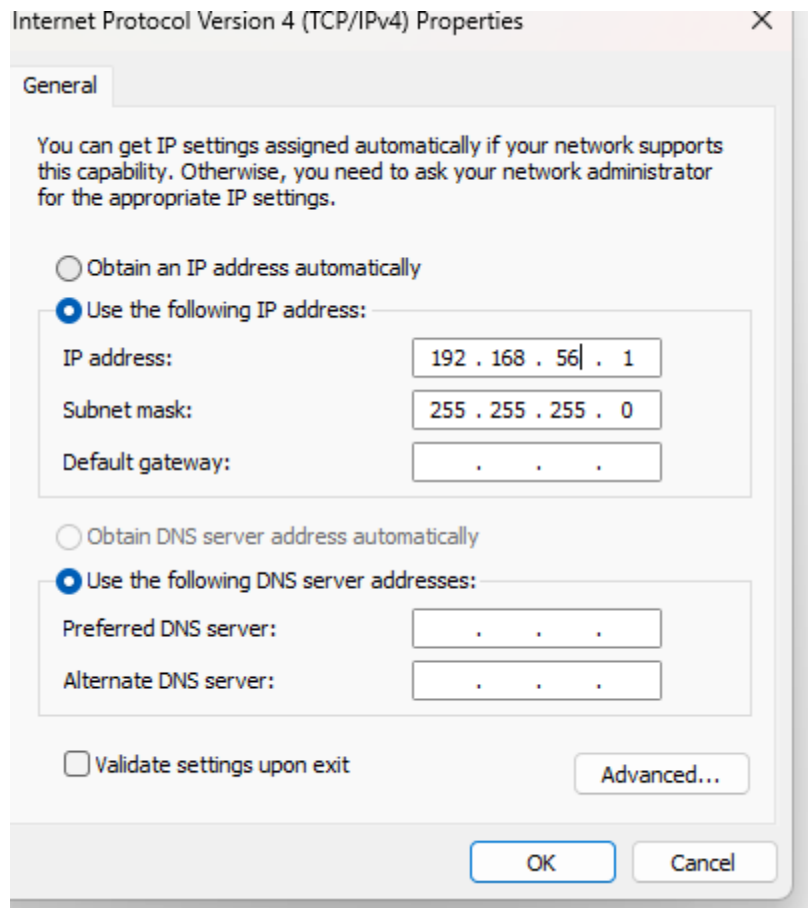 Internet Protocol Version 4 (TCP/IPv4) Properties
General
You can get IP settings assigned automatically if your network supports
this capability. Otherwise, you need to ask your network administrator
for the appropriate IP settings.
Obtain an IP address automatically
Use the following IP address:
IP address: 192 . 168 . 56 . 1
Subnet mask: 255 . 255 . 255 . 0
Default gateway: . . .
Obtain DNS server address automatically
Use the following DNS server addresses:
Preferred DNS server: . . .
Alternate DNS server: . . .
Validate settings upon exit
Advanced...
OK Cancel